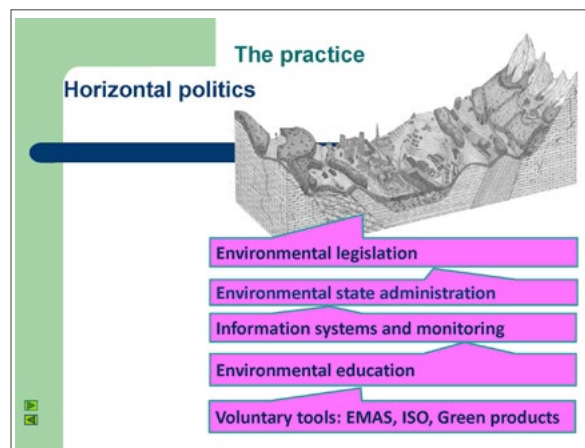 The practice
Horizontal politics
Environmental legislation
Environmental state administration
Information systems and monitoring
Environmental education
Voluntary tools: EMAS, ISO, Green products